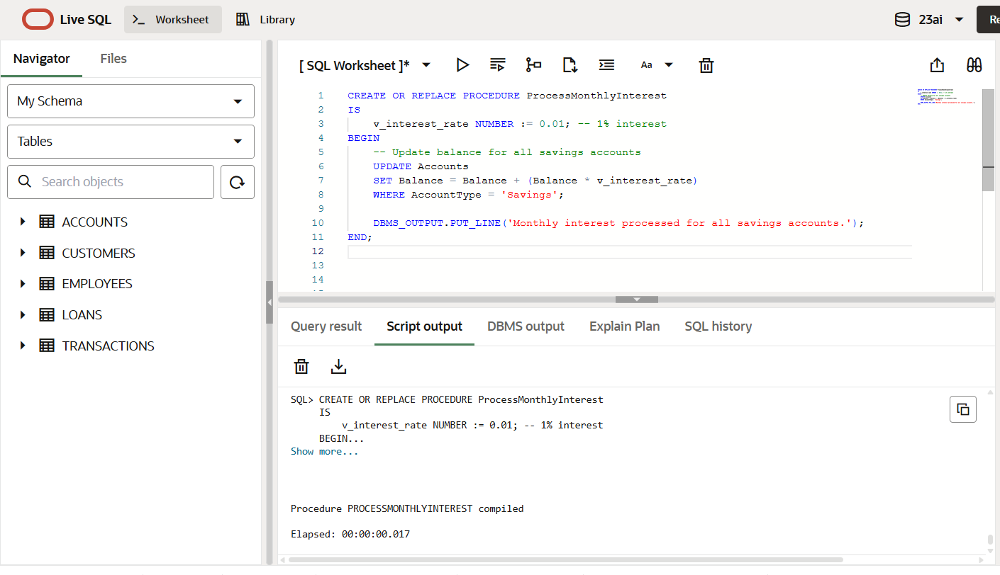 Live SQL
Worksheet
Library
23ai
Re
Navigator
Files
My Schema
Tables
Search objects
ACCOUNTS
CUSTOMERS
EMPLOYEES
LOANS
TRANSACTIONS
[ SQL Worksheet ]*
Aa
1 CREATE OR REPLACE PROCEDURE ProcessMonthlyInterest
2 IS
3 v_interest_rate NUMBER := 0.01; -- 1% interest
4 BEGIN
5 -- Update balance for all savings accounts
6 UPDATE Accounts
7 SET Balance = Balance + (Balance * v_interest_rate)
8 WHERE AccountType = 'Savings';
9
10 DBMS_OUTPUT.PUT_LINE('Monthly interest processed for all savings accounts.');
11 END;
12
13
14
Query result
Script output
DBMS output
Explain Plan
SQL history
SQL> CREATE OR REPLACE PROCEDURE ProcessMonthlyInterest
IS
v_interest_rate NUMBER := 0.01; -- 1% interest
BEGIN...
Show more...
Procedure PROCESSMONTHLYINTEREST compiled
Elapsed: 00:00:00.017